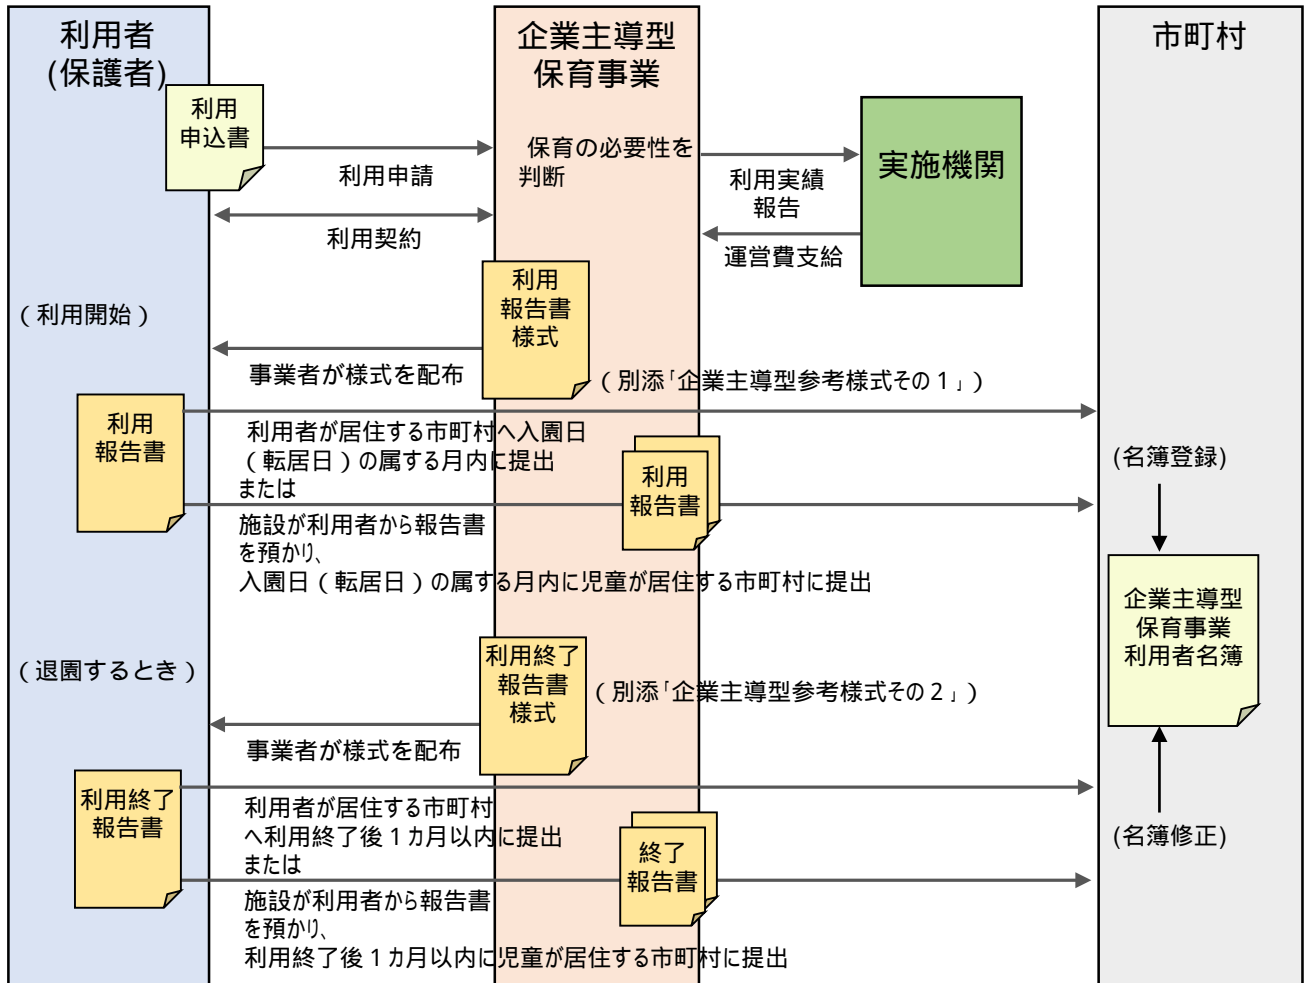 利用者
(保護者)
企業主導型
保育事業
市町村
利用
申込書
利用申請
保育の必要性を
判断
利用実績
報告
実施機関
利用契約
運営費支給
(利用開始)
利用
報告書
様式
事業者が様式を配布
(別添「企業主導型参考様式その１」)
利用
報告書
利用者が居住する市町村へ入園日
(転居日)の属する月内に提出
または
施設が利用者から報告書
を預かり、
入園日(転居日)の属する月内に児童が居住する市町村に提出
利用
報告書
(名簿登録)
企業主導型
保育事業
利用者名簿
(名簿修正)
(退園するとき)
利用終了
報告書
様式
(別添「企業主導型参考様式その２」)
事業者が様式を配布
利用終了
報告書
利用者が居住する市町村
へ利用終了後１カ月以内に提出
または
施設が利用者から報告書
を預かり、
利用終了後１カ月以内に児童が居住する市町村に提出
終了
報告書